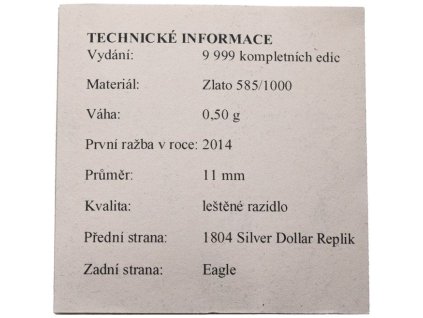 TECHNICKÉ INFORMACE
Vydání: 9 999 kompletních edic
Materiál: Zlato 585/1000
Váha: 0,50 g
První ražba v roce: 2014
Průměr: 11 mm
Kvalita: leštěné razidlo
Přední strana: 1804 Silver Dollar Replik
Zadní strana: Eagle